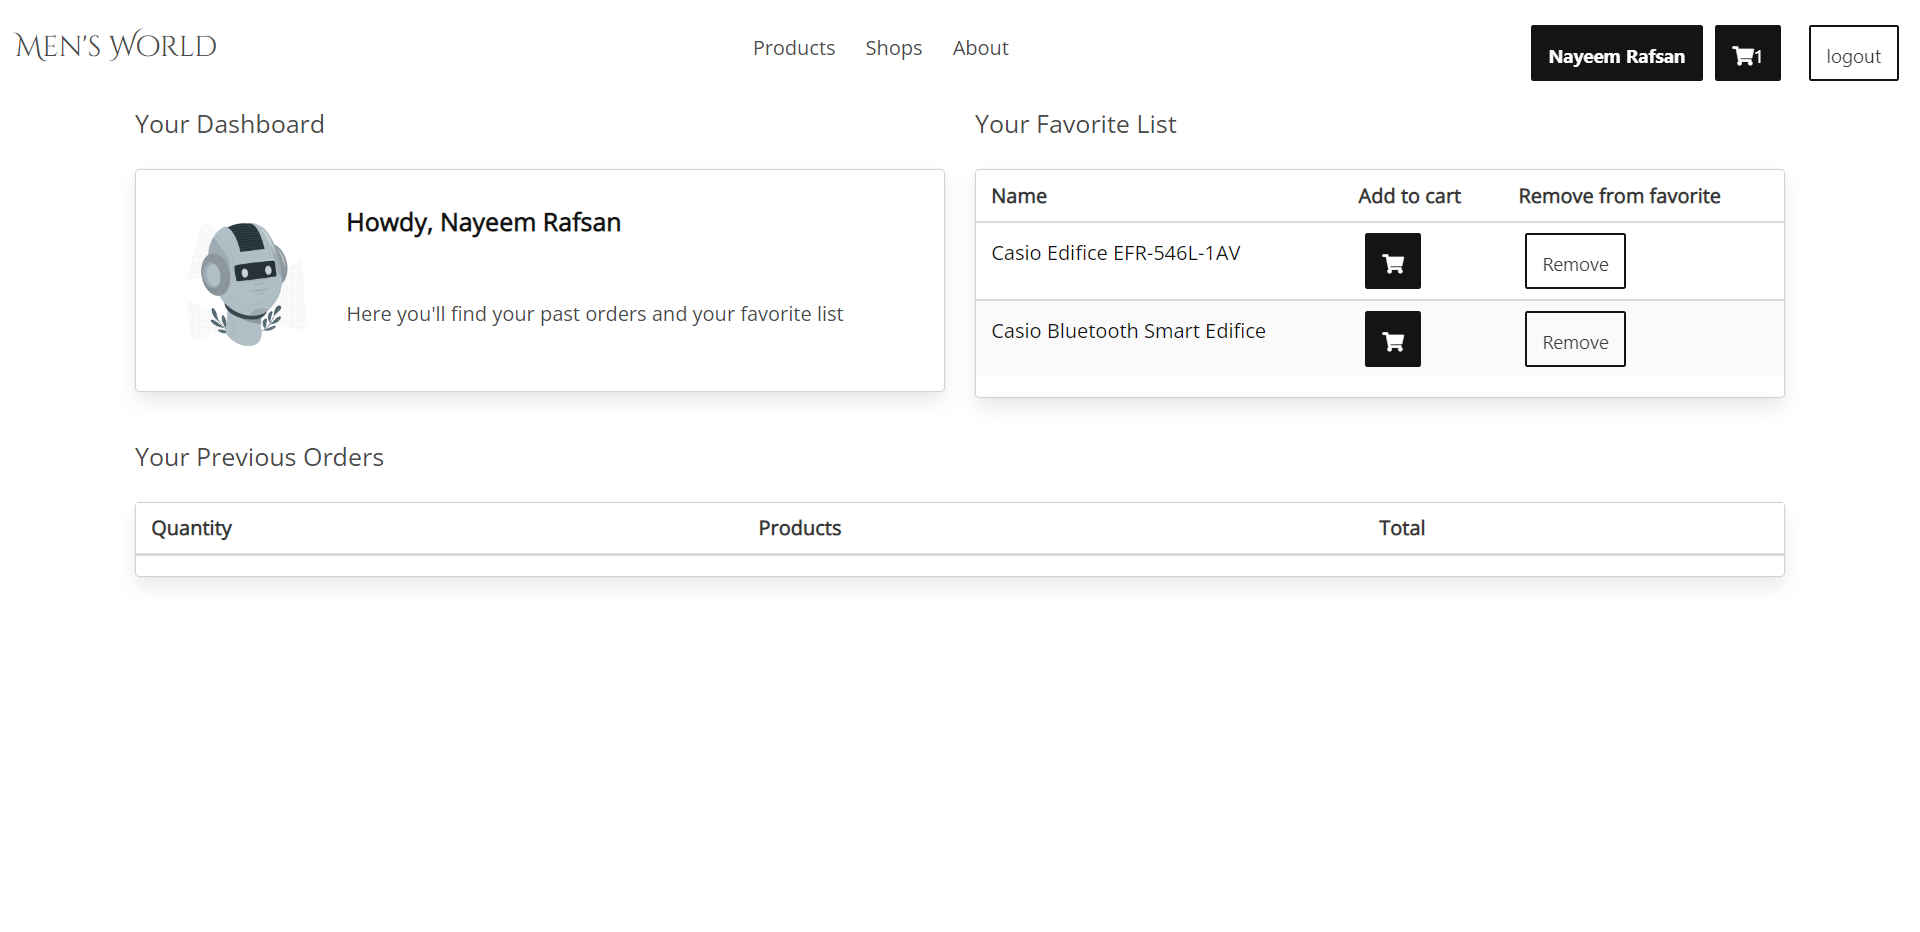 Men's World
Products Shops About
Nayeem Rafsan 1 logout
Your Dashboard
Howdy, Nayeem Rafsan
Here you'll find your past orders and your favorite list
Your Favorite List
Name Add to cart Remove from favorite
Casio Edifice EFR-546L-1AV Remove
Casio Bluetooth Smart Edifice Remove
Your Previous Orders
Quantity Products Total